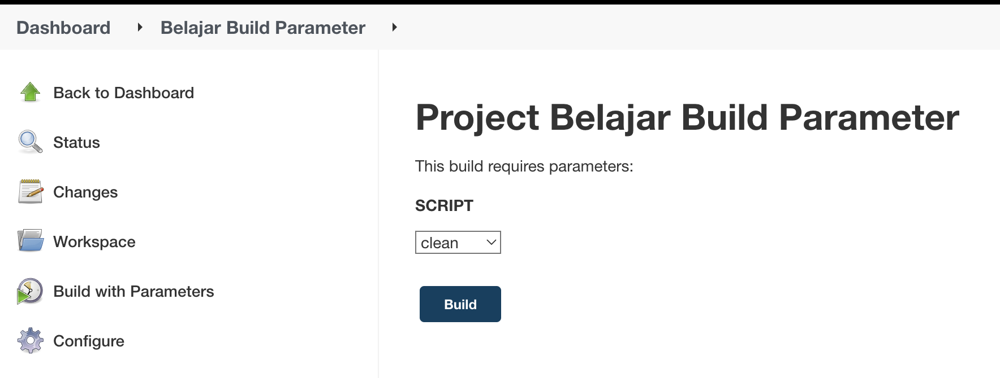 Dashboard
Belajar Build Parameter
Back to Dashboard
Status
Changes
Workspace
Build with Parameters
Configure
Project Belajar Build Parameter
This build requires parameters:
SCRIPT
clean
Build